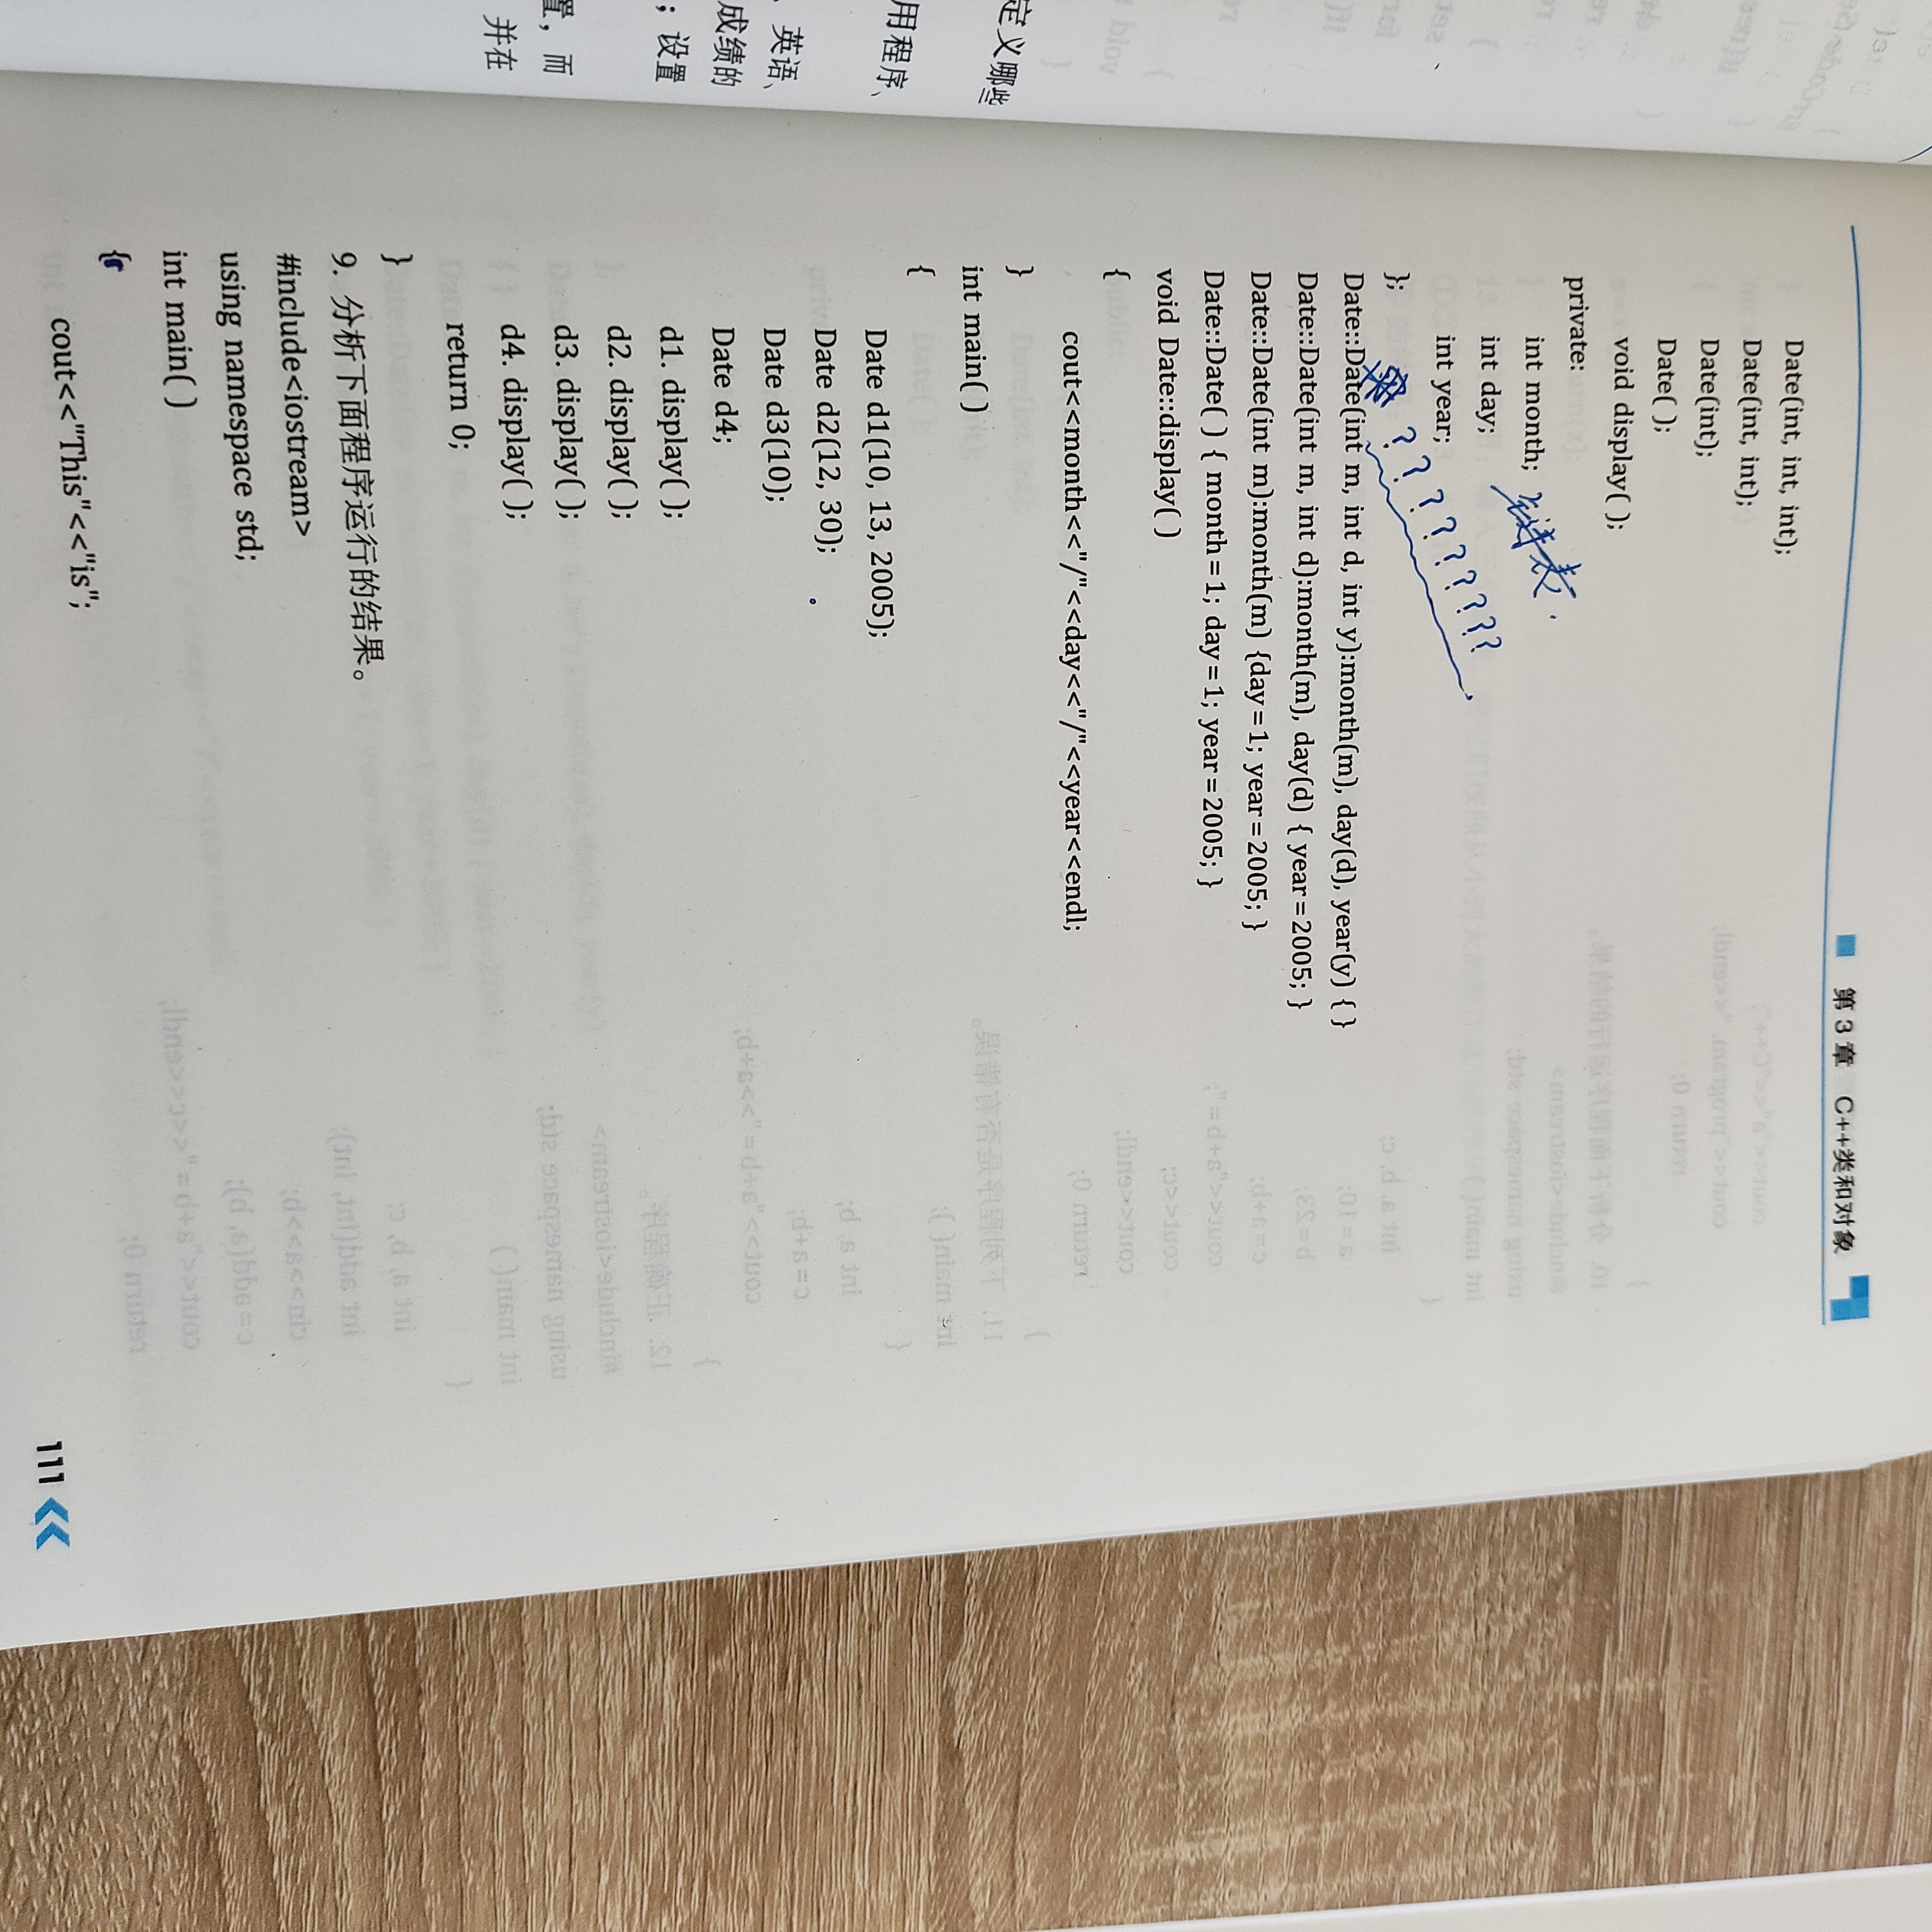 定义哪些
用程序、
英语、
成绩的
；设置
置，而
并在
第 3 章 C++类和对象
Date(int, int, int);
Date(int, int);
Date(int);
Date( );
void display( );
private:
int month;
int day;
int year;
? ? ? ? ? ? ? ? ??
};
Date::Date(int m, int d, int y):month(m), day(d), year(y) { }
Date::Date(int m, int d):month(m), day(d) { year=2005; }
Date::Date(int m):month(m) {day=1; year=2005; }
Date::Date( ) { month=1; day=1; year=2005; }
void Date::display( )
{
cout<<month<<"/"<<day<<"/"<<year<<endl;
}
int main( )
{
Date d1(10, 13, 2005);
Date d2(12, 30);
Date d3(10);
Date d4;
d1. display( );
d2. display( );
d3. display( );
d4. display( );
return 0;
}
9. 分析下面程序运行的结果。
#include<iostream>
using namespace std;
int main( )
{
cout<<"This"<<"is";
111